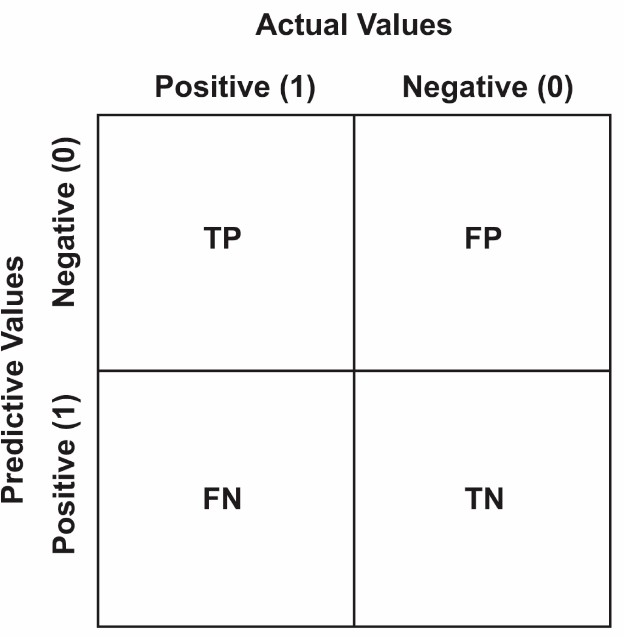 Actual Values
Positive (1) Negative (0)
Predictive Values
Negative (0)
TP FP
Positive (1)
FN TN